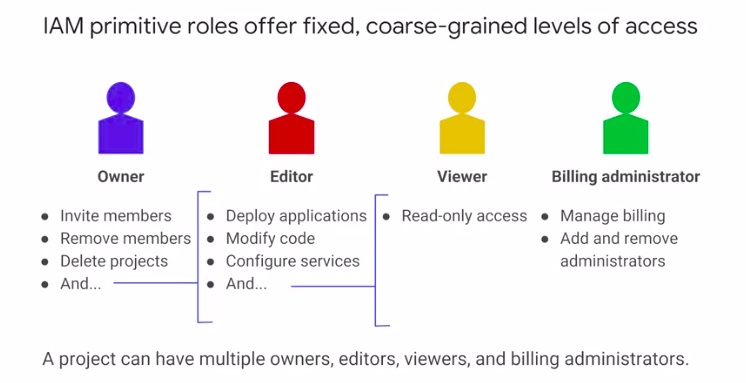 IAM primitive roles offer fixed, coarse-grained levels of access
Owner
• Invite members
• Remove members
• Delete projects
• And...
Editor
• Deploy applications
• Modify code
• Configure services
• And...
Viewer
• Read-only access
Billing administrator
• Manage billing
• Add and remove
administrators
A project can have multiple owners, editors, viewers, and billing administrators.